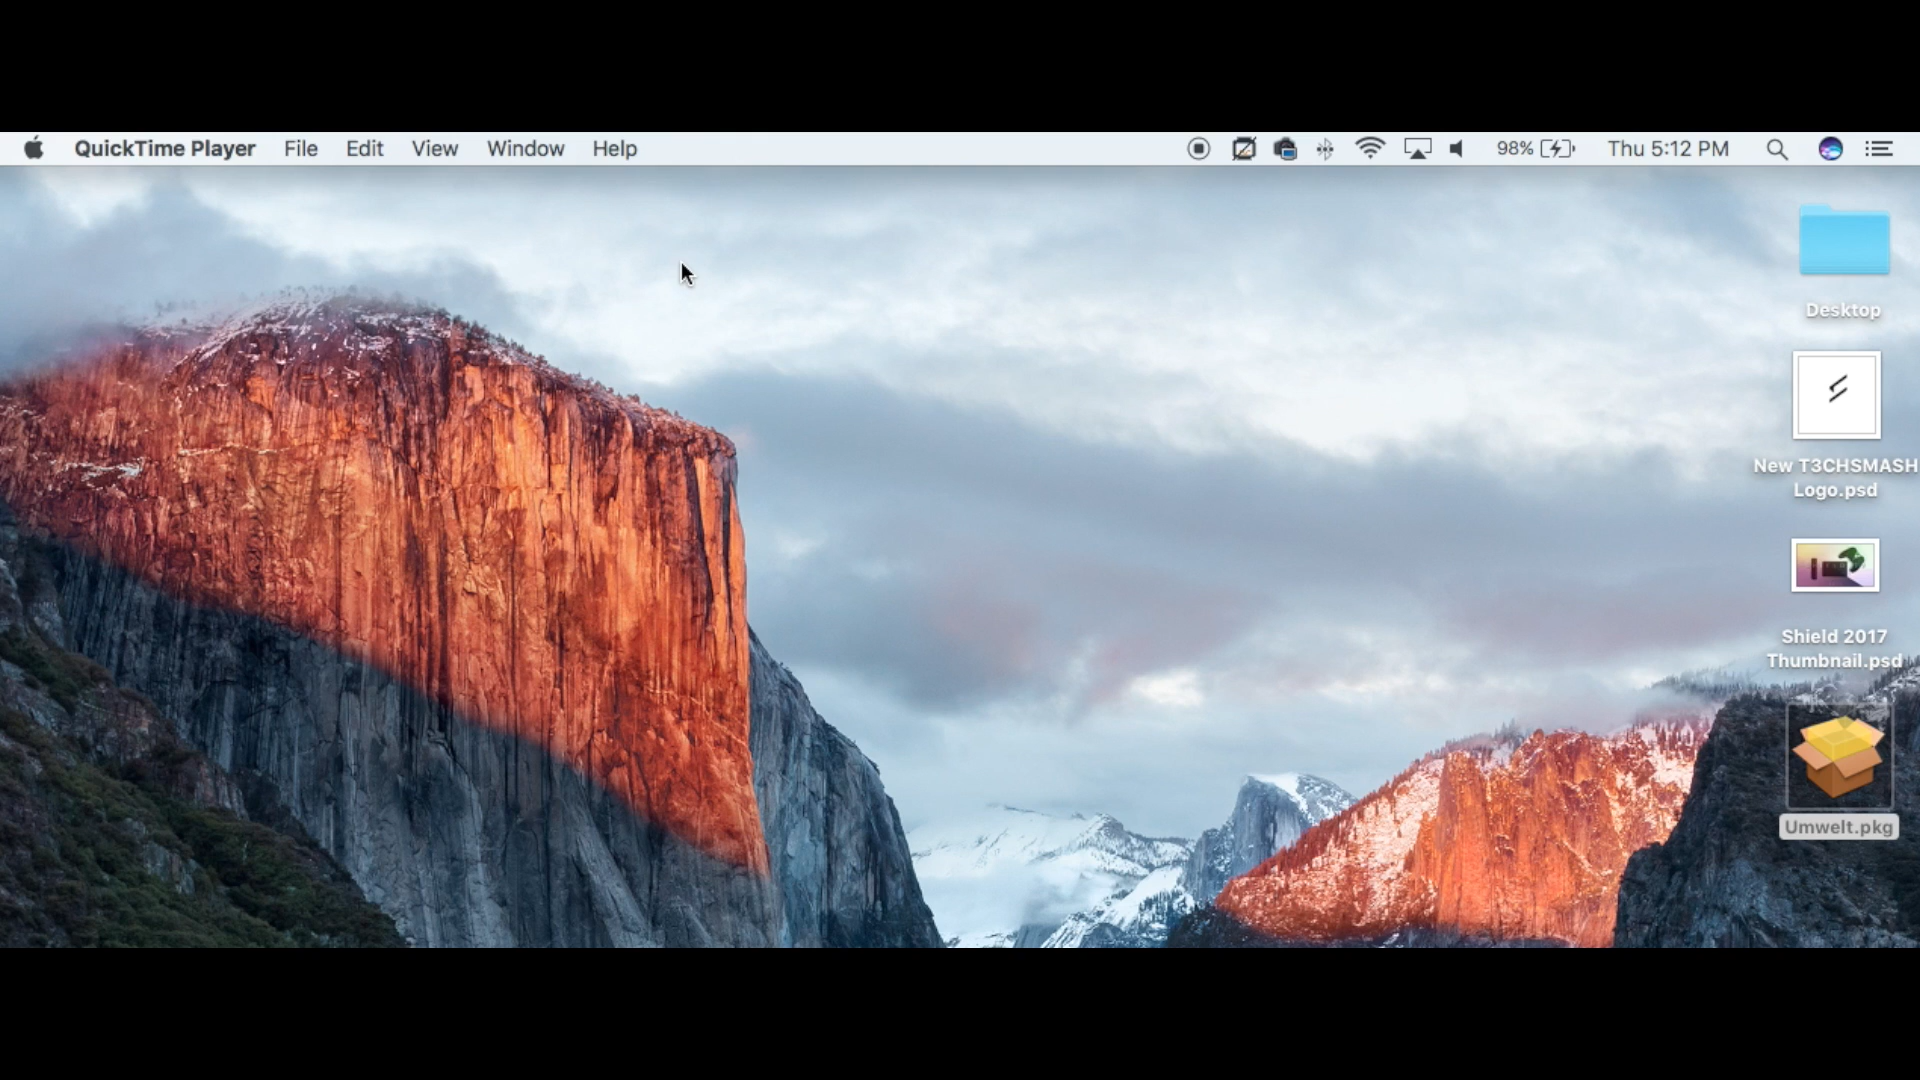 QuickTime Player File Edit View Window Help 98% Thu 5:12 PM
Desktop
New T3CHSMASH
Logo.psd
Shield 2017
Thumbnail.psd
Umwelt.pkg